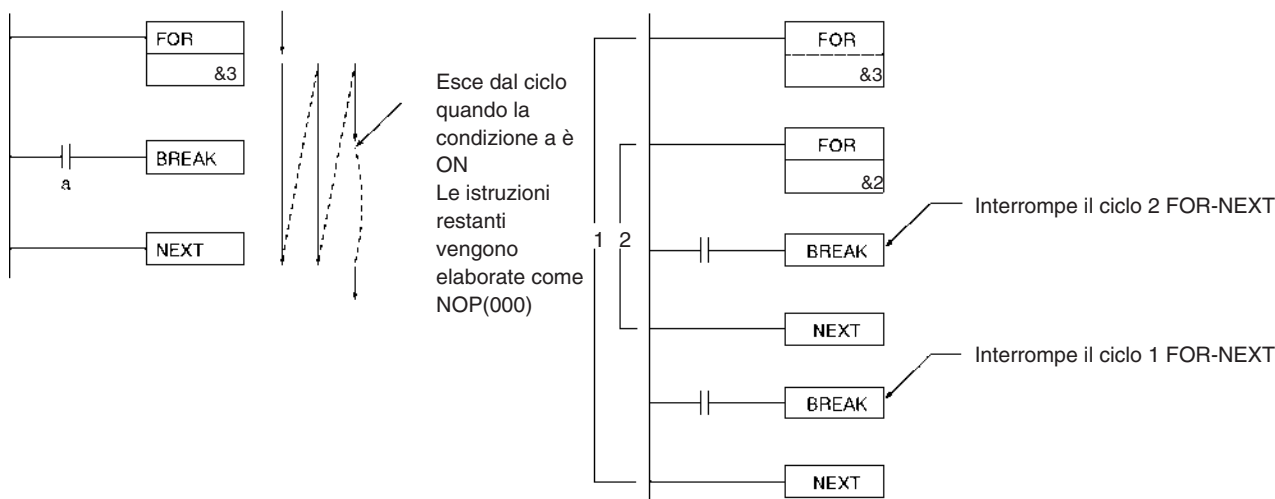 FOR
&3
BREAK
a
NEXT
Esce dal ciclo
quando la
condizione a è
ON
Le istruzioni
restanti
vengono
elaborate come
NOP(000)
1
2
FOR
&3
FOR
&2
BREAK
Interrompe il ciclo 2 FOR-NEXT
NEXT
BREAK
Interrompe il ciclo 1 FOR-NEXT
NEXT